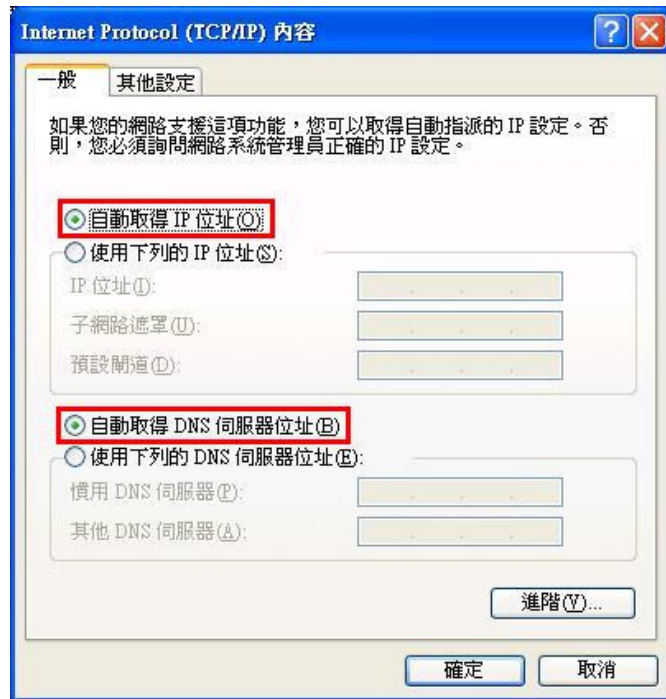 Internet Protocol (TCP/IP) 內容
一般
其他設定
如果您的網路支援這項功能，您可以取得自動指派的 IP 設定。否
則，您必須詢問網路系統管理員正確的 IP 設定。
自動取得 IP 位址(O)
使用下列的 IP 位址(S):
IP 位址(I):
子網路遮罩(U):
預設閘道(D):
自動取得 DNS 伺服器位址(B)
使用下列的 DNS 伺服器位址(E):
慣用 DNS 伺服器(P):
其他 DNS 伺服器(A):
進階(V)...
確定
取消